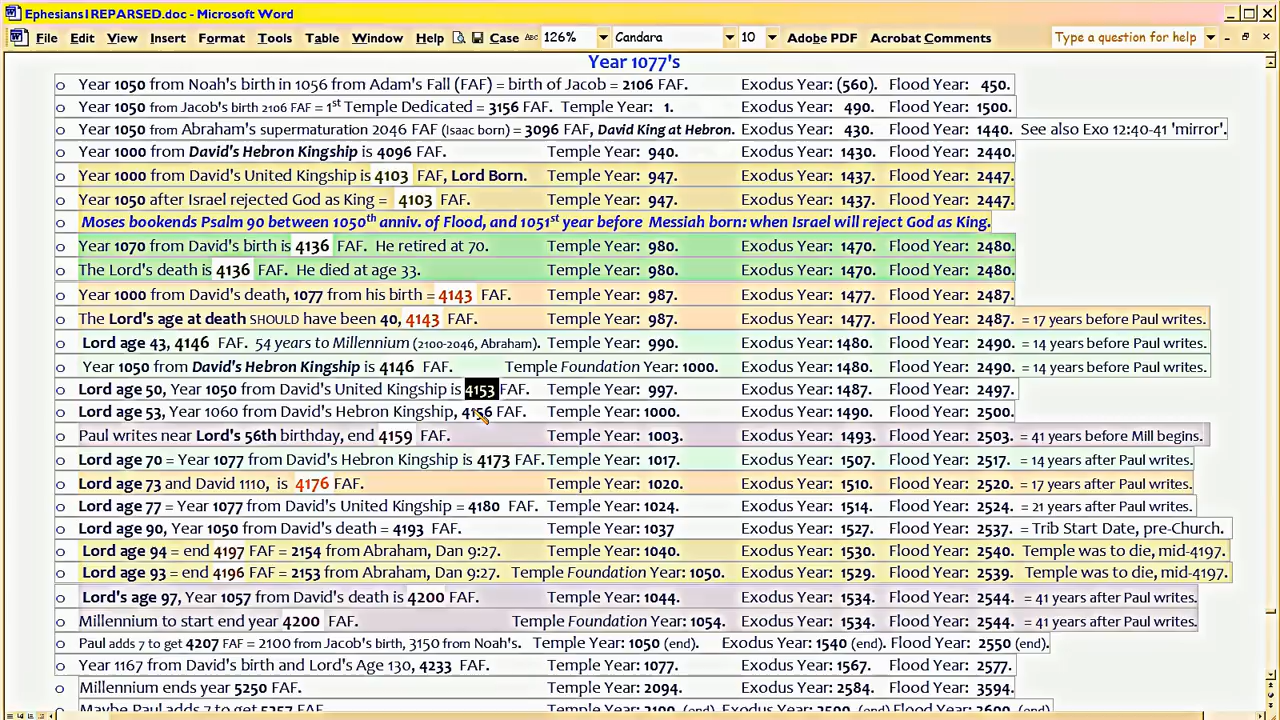 Ephesians1REPARSED.doc - Microsoft Word
File Edit View Insert Format Tools Table Window Help Case ABC 126% Candara 10 Adobe PDF Acrobat Comments Type a question for help
Year 1077's
o Year 1050 from Noah's birth in 1056 from Adam's Fall (FAF) = birth of Jacob = 2106 FAF. Exodus Year: (560). Flood Year: 450.
o Year 1050 from Jacob's birth 2106 FAF = 1st Temple Dedicated = 3156 FAF. Temple Year: 1. Exodus Year: 490. Flood Year: 1500.
o Year 1050 from Abraham's supermaturation 2046 FAF (Isaac born) = 3096 FAF, David King at Hebron. Exodus Year: 430. Flood Year: 1440. See also Exo 12:40-41 'mirror'.
o Year 1000 from David's Hebron Kingship is 4096 FAF. Temple Year: 940. Exodus Year: 1430. Flood Year: 2440.
o Year 1000 from David's United Kingship is 4103 FAF, Lord Born. Temple Year: 947. Exodus Year: 1437. Flood Year: 2447.
o Year 1050 after Israel rejected God as King = 4103 FAF. Temple Year: 947. Exodus Year: 1437. Flood Year: 2447.
o Moses bookends Psalm 90 between 1050th anniv. of Flood, and 1051st year before Messiah born: when Israel will reject God as King.
o Year 1070 from David's birth is 4136 FAF. He retired at 70. Temple Year: 980. Exodus Year: 1470. Flood Year: 2480.
o The Lord's death is 4136 FAF. He died at age 33. Temple Year: 980. Exodus Year: 1470. Flood Year: 2480.
o Year 1000 from David's death, 1077 from his birth = 4143 FAF. Temple Year: 987. Exodus Year: 1477. Flood Year: 2487.
o The Lord's age at death SHOULD have been 40, 4143 FAF. Temple Year: 987. Exodus Year: 1477. Flood Year: 2487. = 17 years before Paul writes.
o Lord age 43, 4146 FAF. 54 years to Millennium (2100-2046, Abraham). Temple Year: 990. Exodus Year: 1480. Flood Year: 2490. = 14 years before Paul writes.
o Year 1050 from David's Hebron Kingship is 4146 FAF. Temple Foundation Year: 1000. Exodus Year: 1480. Flood Year: 2490. = 14 years before Paul writes.
o Lord age 50, Year 1050 from David's United Kingship is 4153 FAF. Temple Year: 997. Exodus Year: 1487. Flood Year: 2497.
o Lord age 53, Year 1060 from David's Hebron Kingship, 4156 FAF. Temple Year: 1000. Exodus Year: 1490. Flood Year: 2500.
o Paul writes near Lord's 56th birthday, end 4159 FAF. Temple Year: 1003. Exodus Year: 1493. Flood Year: 2503. = 41 years before Mill begins.
o Lord age 70 = Year 1077 from David's Hebron Kingship is 4173 FAF. Temple Year: 1017. Exodus Year: 1507. Flood Year: 2517. = 14 years after Paul writes.
o Lord age 73 and David 1110, is 4176 FAF. Temple Year: 1020. Exodus Year: 1510. Flood Year: 2520. = 17 years after Paul writes.
o Lord age 77 = Year 1077 from David's United Kingship = 4180 FAF. Temple Year: 1024. Exodus Year: 1514. Flood Year: 2524. = 21 years after Paul writes.
o Lord age 90, Year 1050 from David's death = 4193 FAF. Temple Year: 1037 Exodus Year: 1527. Flood Year: 2537. = Trib Start Date, pre-Church.
o Lord age 94 = end 4197 FAF = 2154 from Abraham, Dan 9:27. Temple Year: 1040. Exodus Year: 1530. Flood Year: 2540. Temple was to die, mid-4197.
o Lord age 93 = end 4196 FAF = 2153 from Abraham, Dan 9:27. Temple Foundation Year: 1050. Exodus Year: 1529. Flood Year: 2539. Temple was to die, mid-4197.
o Lord's age 97, Year 1057 from David's death is 4200 FAF. Temple Year: 1044. Exodus Year: 1534. Flood Year: 2544. = 41 years after Paul writes.
o Millennium to start end year 4200 FAF. Temple Foundation Year: 1054. Exodus Year: 1534. Flood Year: 2544. = 41 years after Paul writes.
o Paul adds 7 to get 4207 FAF = 2100 from Jacob's birth, 3150 from Noah's. Temple Year: 1050 (end). Exodus Year: 1540 (end). Flood Year: 2550 (end).
o Year 1167 from David's birth and Lord's Age 130, 4233 FAF. Temple Year: 1077. Exodus Year: 1567. Flood Year: 2577.
o Millennium ends year 5250 FAF. Temple Year: 2094. Exodus Year: 2584. Flood Year: 3594.
o Maybe Paul adds 7 to get 5257 FAF. Temple Year: 2100 (end). Exodus Year: 2590 (end) Flood Year: 3600 (end)